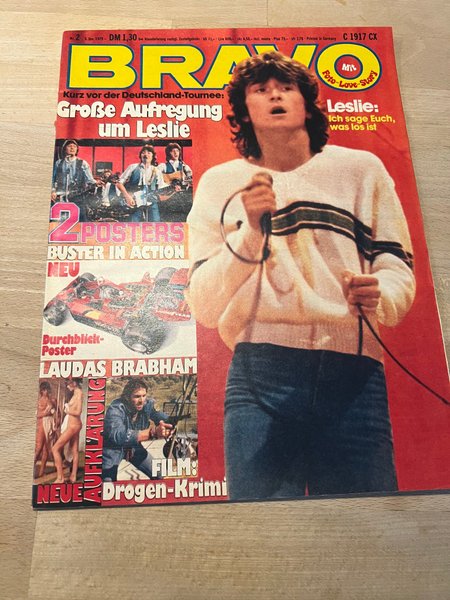 Nr. 2
DM 1,30
C 1917 CX
BRAVO
Mit
Foto-Love-Story
Kurz vor der Deutschland-Tournee:
Große Aufregung
um Leslie
Leslie:
Ich sage Euch,
was los ist
2 POSTERS
BUSTER IN ACTION
NEU
Durchblick-
Poster
LAUDAS BRABHAM
NEUE
AUFKLÄRUNG
FILM:
Drogen-Krimi